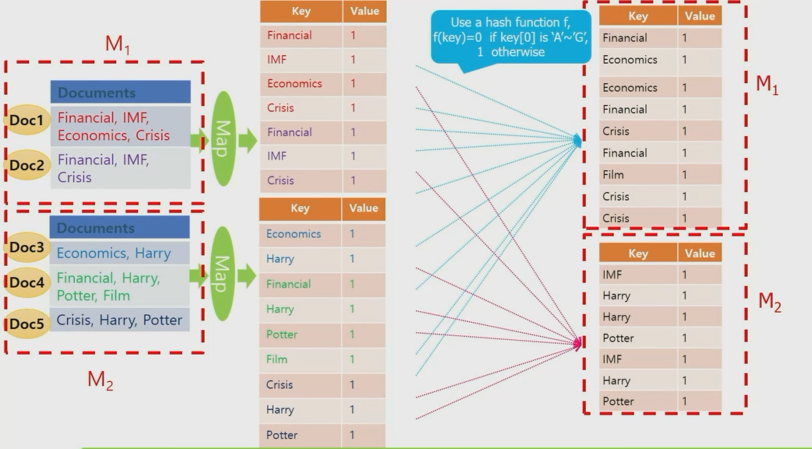 M1
Documents
Doc1
Financial, IMF,
Economics, Crisis
Doc2
Financial, IMF,
Crisis
Map
Documents
Doc3
Economics, Harry
Doc4
Financial, Harry,
Potter, Film
Doc5
Crisis, Harry, Potter
Map
M2
Key Value
Financial 1
IMF 1
Economics 1
Crisis 1
Financial 1
IMF 1
Crisis 1
Key Value
Economics 1
Harry 1
Financial 1
Harry 1
Potter 1
Film 1
Crisis 1
Harry 1
Potter 1
Use a hash function f,
f(key)=0 if key[0] is ‘A’~‘G’,
1 otherwise
Key Value
Financial 1
Economics 1
Economics 1
Financial 1
Crisis 1
Financial 1
Film 1
Crisis 1
Crisis 1
M1
Key Value
IMF 1
Harry 1
Harry 1
Potter 1
IMF 1
Harry 1
Potter 1
M2